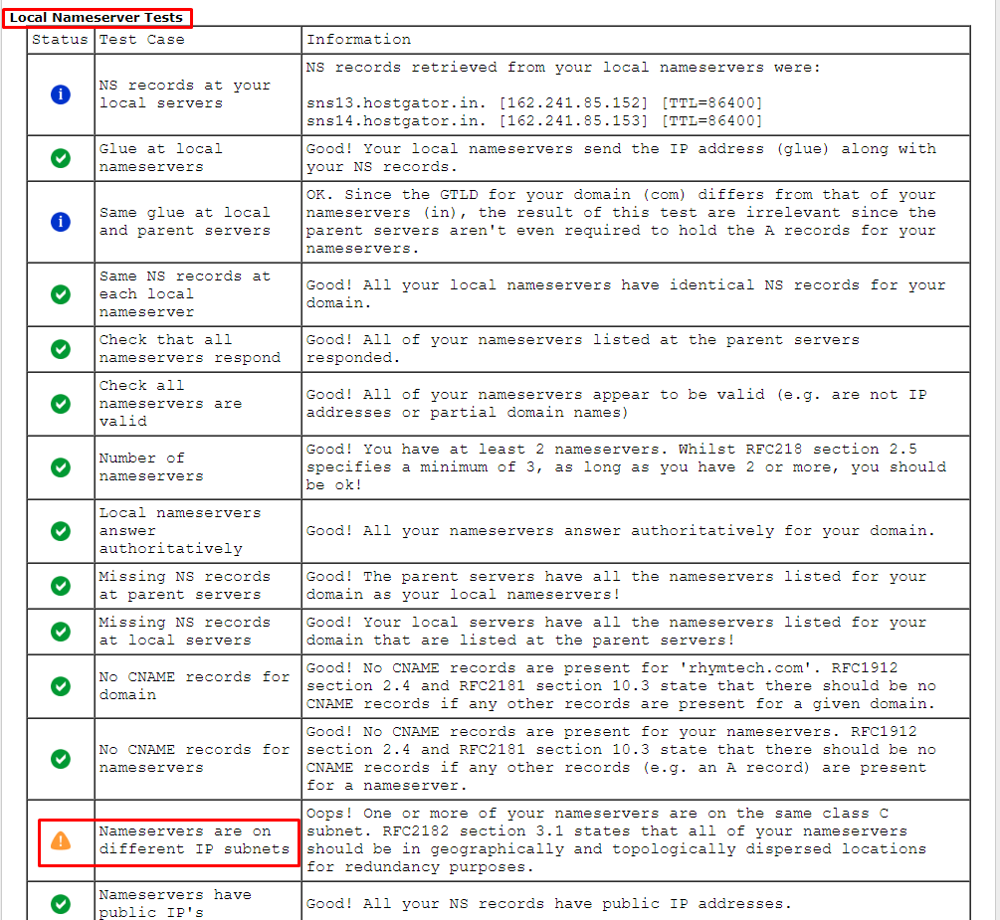 Local Nameserver Tests
Status Test Case Information
NS records at your
local servers
NS records retrieved from your local nameservers were:
sns13.hostgator.in. [162.241.85.152] [TTL=86400]
sns14.hostgator.in. [162.241.85.153] [TTL=86400]
Glue at local
nameservers
Good! Your local nameservers send the IP address (glue) along with
your NS records.
Same glue at local
and parent servers
OK. Since the GTLD for your domain (com) differs from that of your
nameservers (in), the result of this test are irrelevant since the
parent servers aren't even required to hold the A records for your
nameservers.
Same NS records at
each local
nameserver
Good! All your local nameservers have identical NS records for your
domain.
Check that all
nameservers respond
Good! All of your nameservers listed at the parent servers
responded.
Check all
nameservers are
valid
Good! All of your nameservers appear to be valid (e.g. are not IP
addresses or partial domain names)
Number of
nameservers
Good! You have at least 2 nameservers. Whilst RFC218 section 2.5
specifies a minimum of 3, as long as you have 2 or more, you should
be ok!
Local nameservers
answer
authoritatively
Good! All your nameservers answer authoritatively for your domain.
Missing NS records
at parent servers
Good! The parent servers have all the nameservers listed for your
domain as your local nameservers!
Missing NS records
at local servers
Good! Your local servers have all the nameservers listed for your
domain that are listed at the parent servers!
No CNAME records for
domain
Good! No CNAME records are present for 'rhymtech.com'. RFC1912
section 2.4 and RFC2181 section 10.3 state that there should be no
CNAME records if any other records are present for a given domain.
No CNAME records for
nameservers
Good! No CNAME records are present for your nameservers. RFC1912
section 2.4 and RFC2181 section 10.3 state that there should be no
CNAME records if any other records (e.g. an A record) are present
for a nameserver.
Nameservers are on
different IP subnets
Oops! One or more of your nameservers are on the same class C
subnet. RFC2182 section 3.1 states that all of your nameservers
should be in geographically and topologically dispersed locations
for redundancy purposes.
Nameservers have
public IP's
Good! All your NS records have public IP addresses.